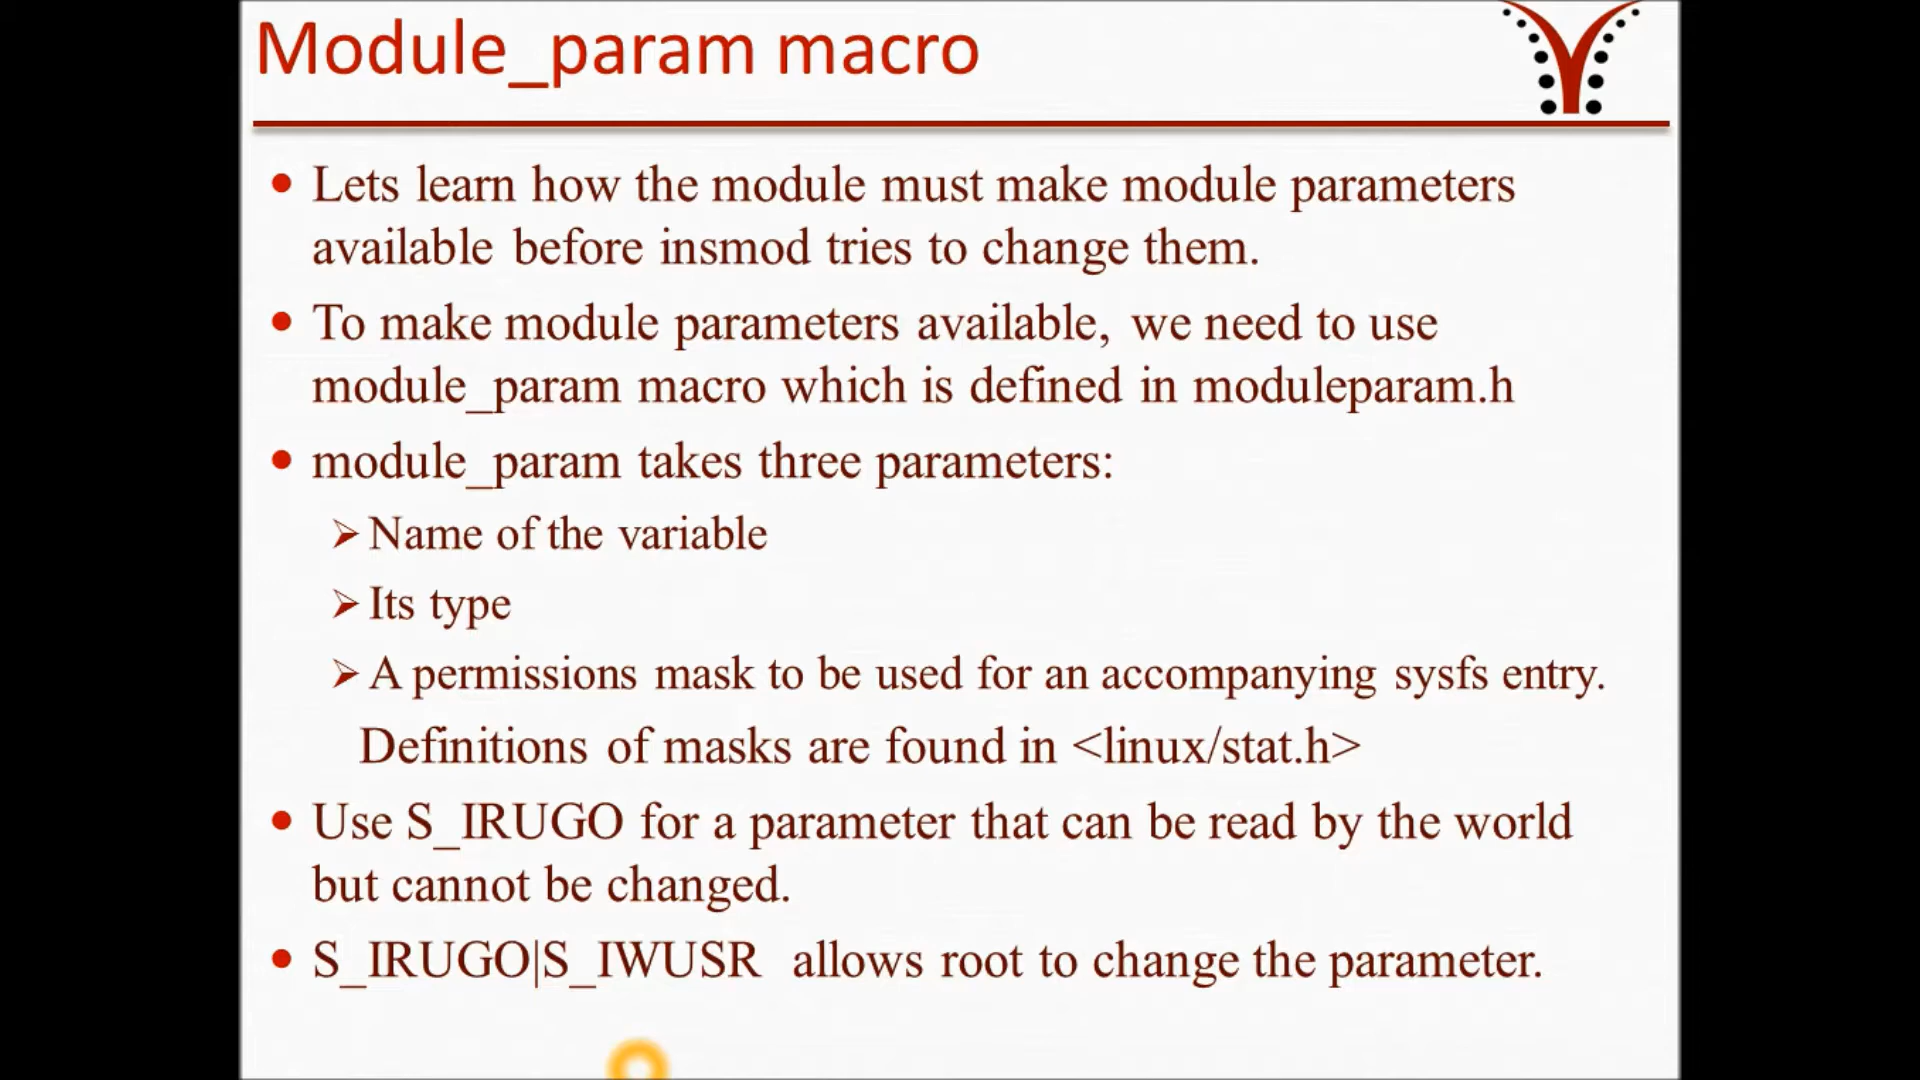 Module_param macro
• Lets learn how the module must make module parameters
available before insmod tries to change them.
• To make module parameters available, we need to use
module_param macro which is defined in moduleparam.h
• module_param takes three parameters:
➢ Name of the variable
➢ Its type
➢ A permissions mask to be used for an accompanying sysfs entry.
Definitions of masks are found in <linux/stat.h>
• Use S_IRUGO for a parameter that can be read by the world
but cannot be changed.
• S_IRUGO|S_IWUSR allows root to change the parameter.